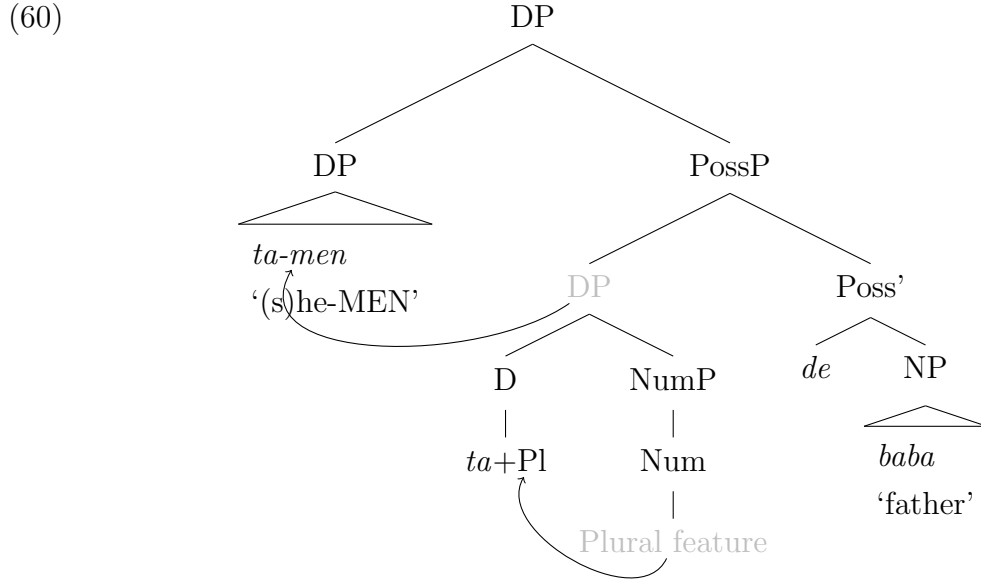 (60)
DP
DP PossP
ta-men
‘(s)he-MEN’
DP Poss’
D NumP de NP
ta+Pl Num baba
‘father’
Plural feature